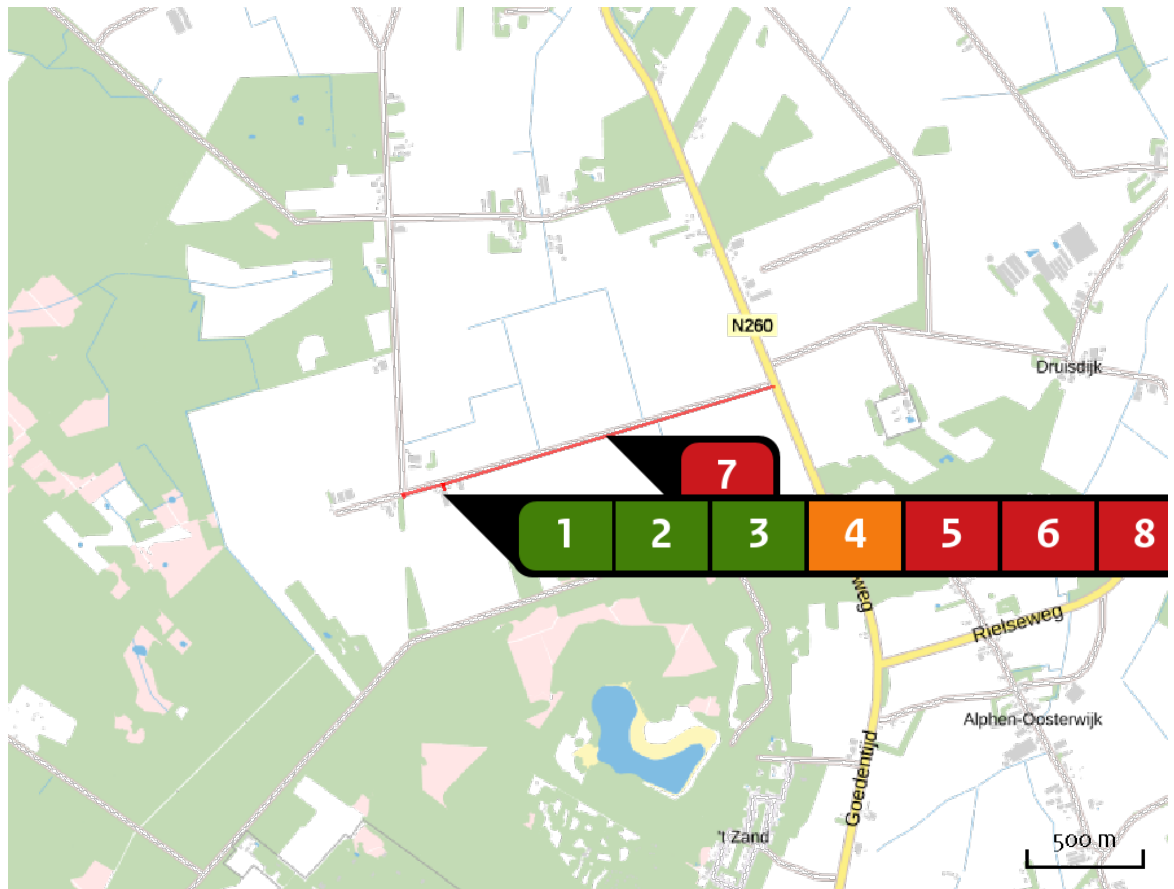 N260
Druisdijk
7
1 2 3 4 5 6 8
weg
Rielseweg
Alphen-Oosterwijk
Goedentijd
't Zand
500 m